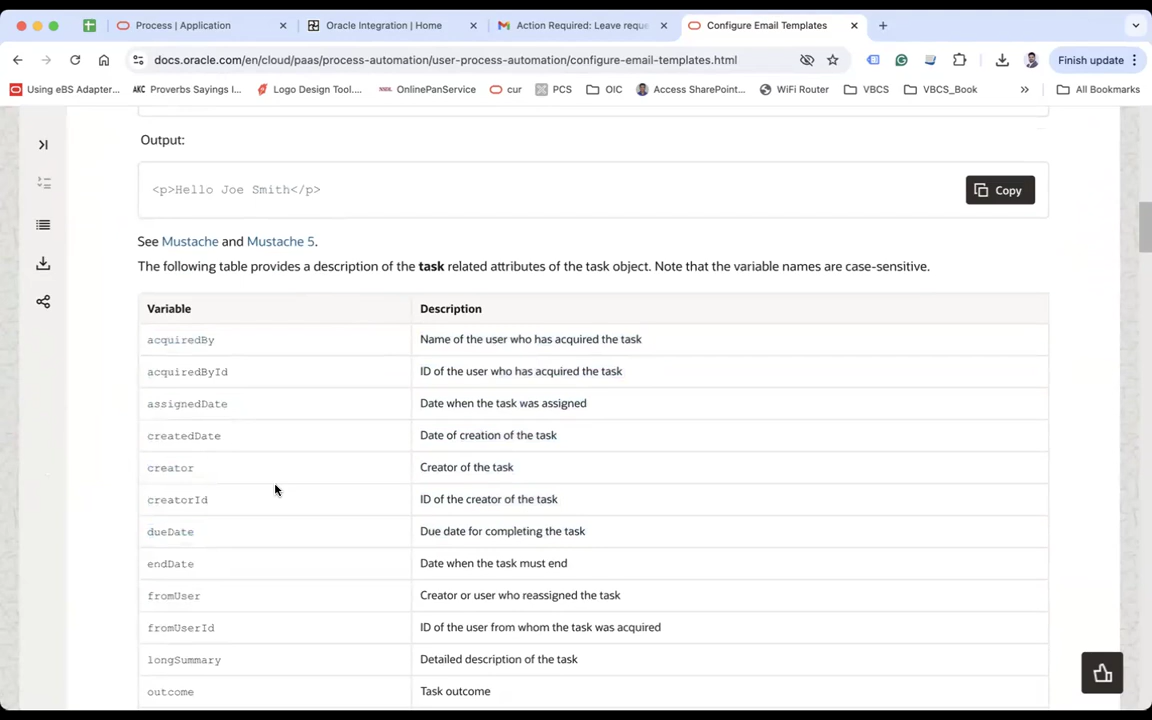 Process | Application
Oracle Integration | Home
Action Required: Leave reque
Configure Email Templates
docs.oracle.com/en/cloud/paas/process-automation/user-process-automation/configure-email-templates.html
Finish update
Using eBS Adapter...
AKC Proverbs Sayings I...
Logo Design Tool....
OnlinePanService
cur
PCS
OIC
Access SharePoint...
WiFi Router
VBCS
VBCS_Book
»
All Bookmarks
Output:
<p>Hello Joe Smith</p>
Copy
See Mustache and Mustache 5.
The following table provides a description of the task related attributes of the task object. Note that the variable names are case-sensitive.
Variable Description
acquiredBy Name of the user who has acquired the task
acquiredById ID of the user who has acquired the task
assignedDate Date when the task was assigned
createdDate Date of creation of the task
creator Creator of the task
creatorId ID of the creator of the task
dueDate Due date for completing the task
endDate Date when the task must end
fromUser Creator or user who reassigned the task
fromUserId ID of the user from whom the task was acquired
longSummary Detailed description of the task
outcome Task outcome